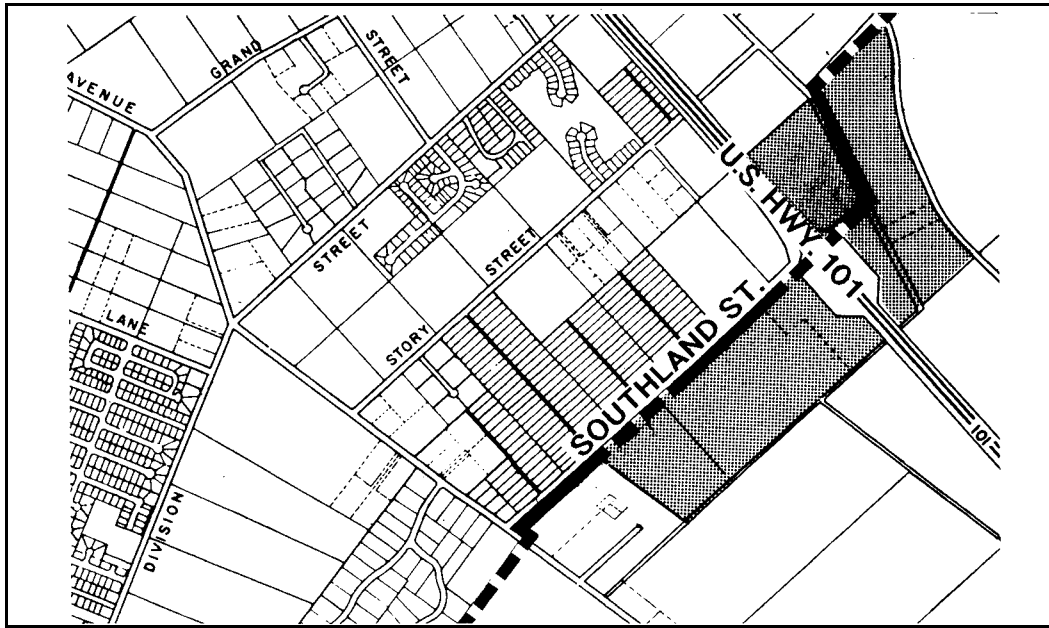 AVENUE
GRAND
STREET
STREET
STREET
STORY
LANE
DIVISION
U.S. HWY. 101
SOUTHLAND ST.
101